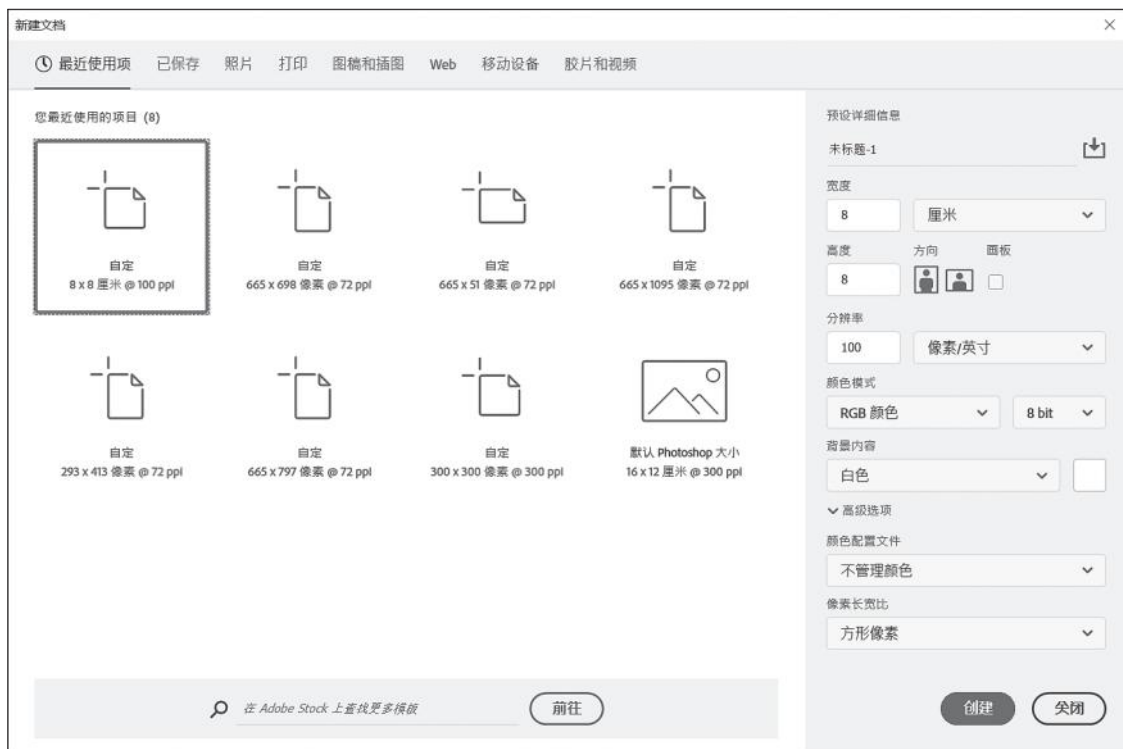 新建文档
最近使用项 已保存 照片 打印 图稿和插图 Web 移动设备 胶片和视频
您最近使用的项目 (8)
自定
8 x 8 厘米 @ 100 ppi
自定
665 x 698 像素 @ 72 ppi
自定
665 x 51 像素 @ 72 ppi
自定
665 x 1095 像素 @ 72 ppi
自定
293 x 413 像素 @ 72 ppi
自定
665 x 797 像素 @ 72 ppi
自定
300 x 300 像素 @ 300 ppi
默认 Photoshop 大小
16 x 12 厘米 @ 300 ppi
在 Adobe Stock 上查找更多模板
前往
预设详细信息
未标题-1
宽度
8 厘米
高度 方向 画板
8
分辨率
100 像素/英寸
颜色模式
RGB 颜色 8 bit
背景内容
白色
高级选项
颜色配置文件
不管理颜色
像素长宽比
方形像素
创建 关闭